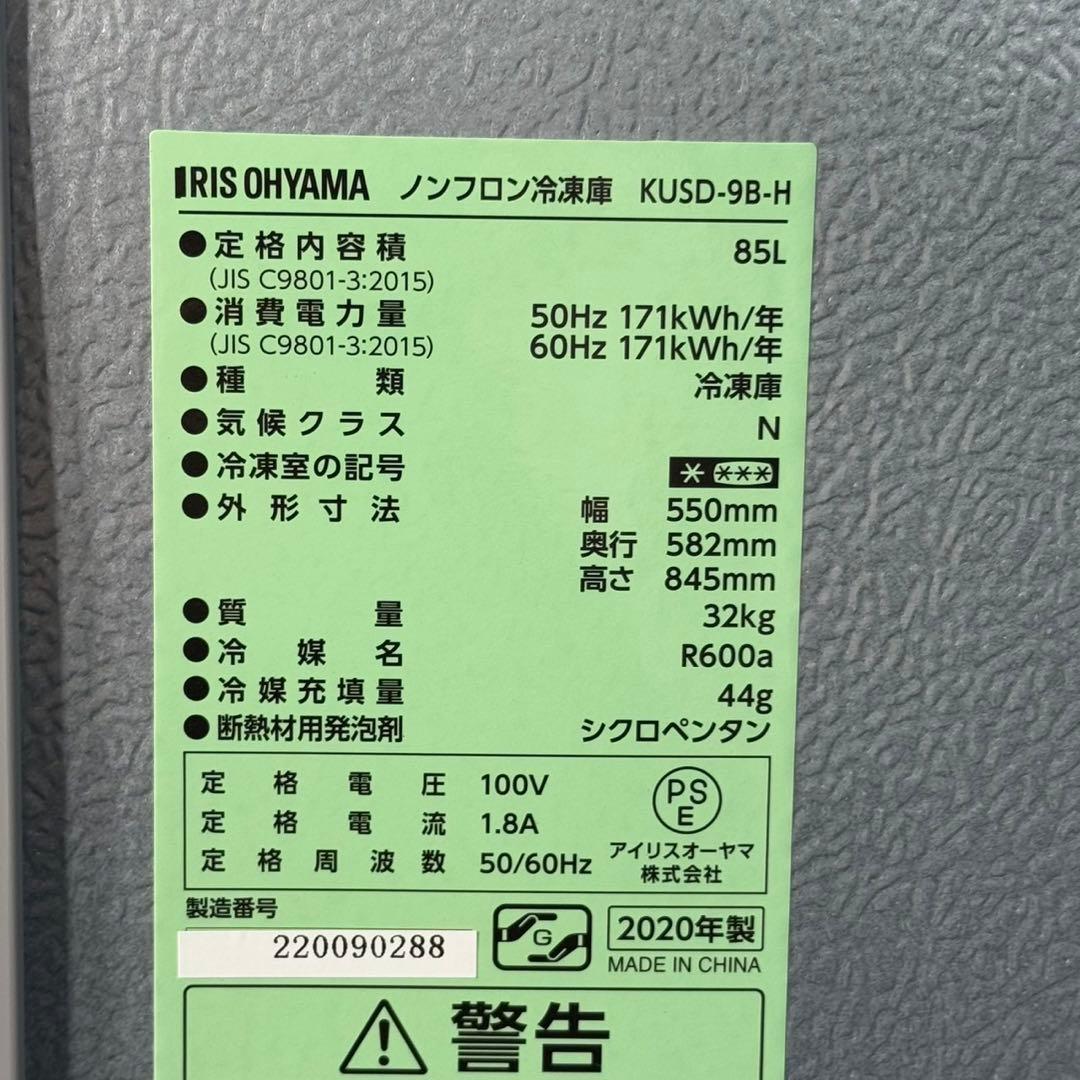 IRIS OHYAMA ノンフロン冷凍庫 KUSD-9B-H
●定格内容積 85L
(JIS C9801-3:2015)
●消費電力量 50Hz 171kWh/年
(JIS C9801-3:2015) 60Hz 171kWh/年
●種類 冷凍庫
●気候クラス N
●冷凍室の記号 * ***
●外形寸法 幅 550mm
奥行 582mm
高さ 845mm
●質量 32kg
●冷媒名 R600a
●冷媒充填量 44g
●断熱材用発泡剤 シクロペンタン
定格電圧 100V
定格電流 1.8A
定格周波数 50/60Hz
PS
E
アイリスオーヤマ
株式会社
製造番号
220090288
G
2020年製
MADE IN CHINA
警告